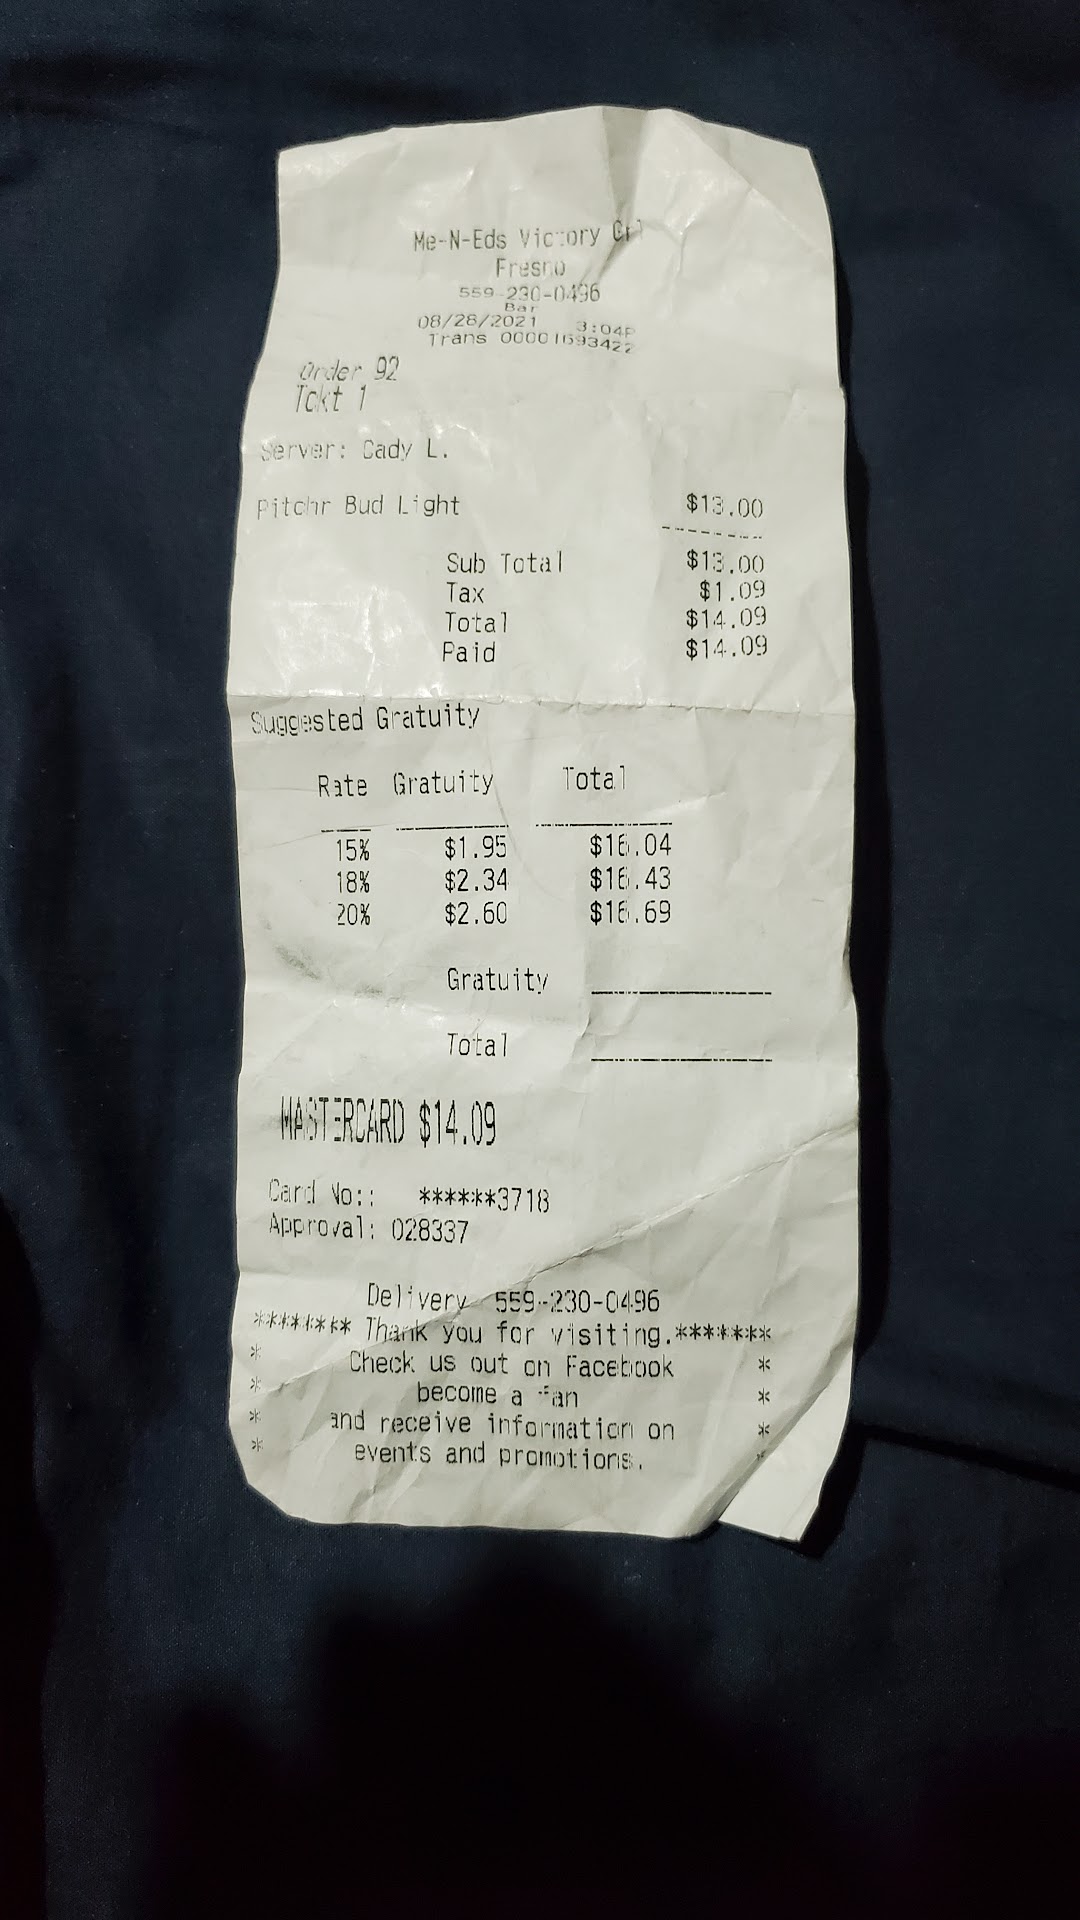 Me-N-Eds Victory Grl
Fresno
559-230-0496
Bar
08/28/2021 3:04P
Trans 00001693422
Order 92
Tckt 1
Server: Cady L.
Pitchr Bud Light $13.00
Sub Total $13.00
Tax $1.09
Total $14.09
Paid $14.09
Suggested Gratuity
Rate Gratuity Total
15% $1.95 $16.04
18% $2.34 $16.43
20% $2.60 $16.69
Gratuity
Total
MASTERCARD $14.09
Card No:: ******3718
Approval: 028337
Delivery 559-230-0496
******** Thank you for visiting.*******
* Check us out on Facebook *
* become a fan *
* and receive information on *
* events and promotions. *